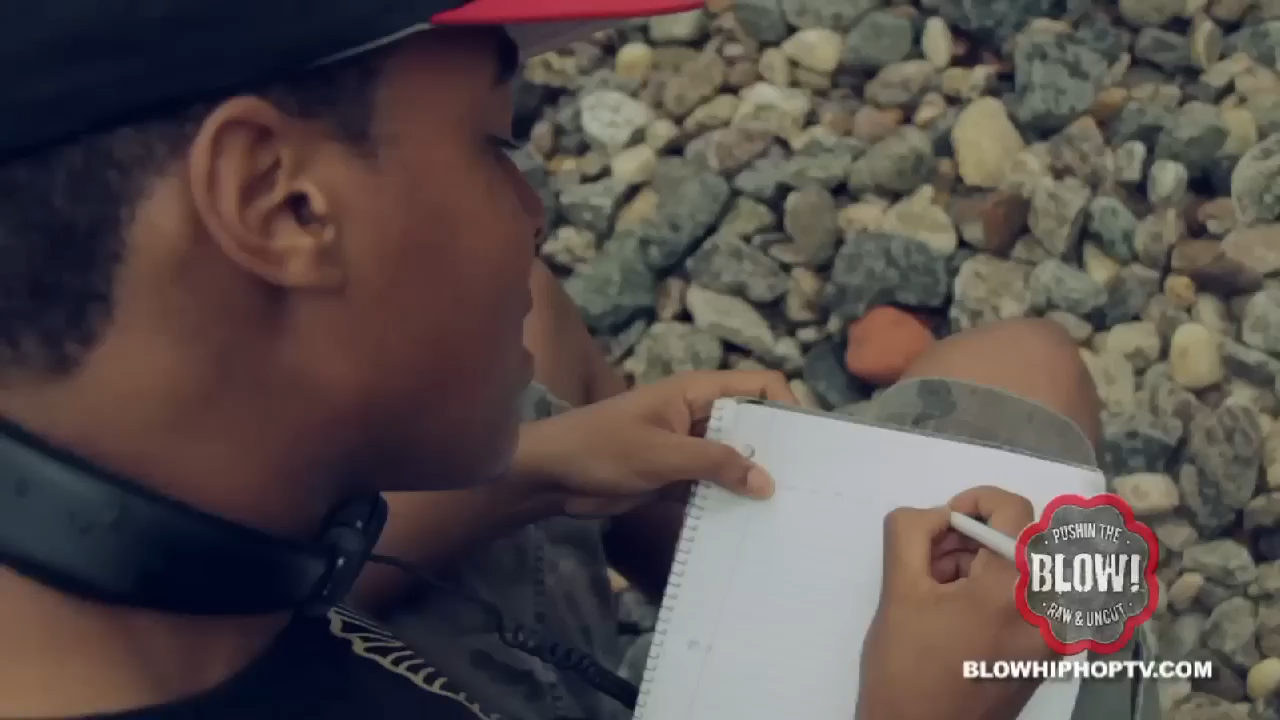 · PUSHIN THE ·
BLOW!
· RAW & UNCUT ·
BLOWHIPHOPTV.COM